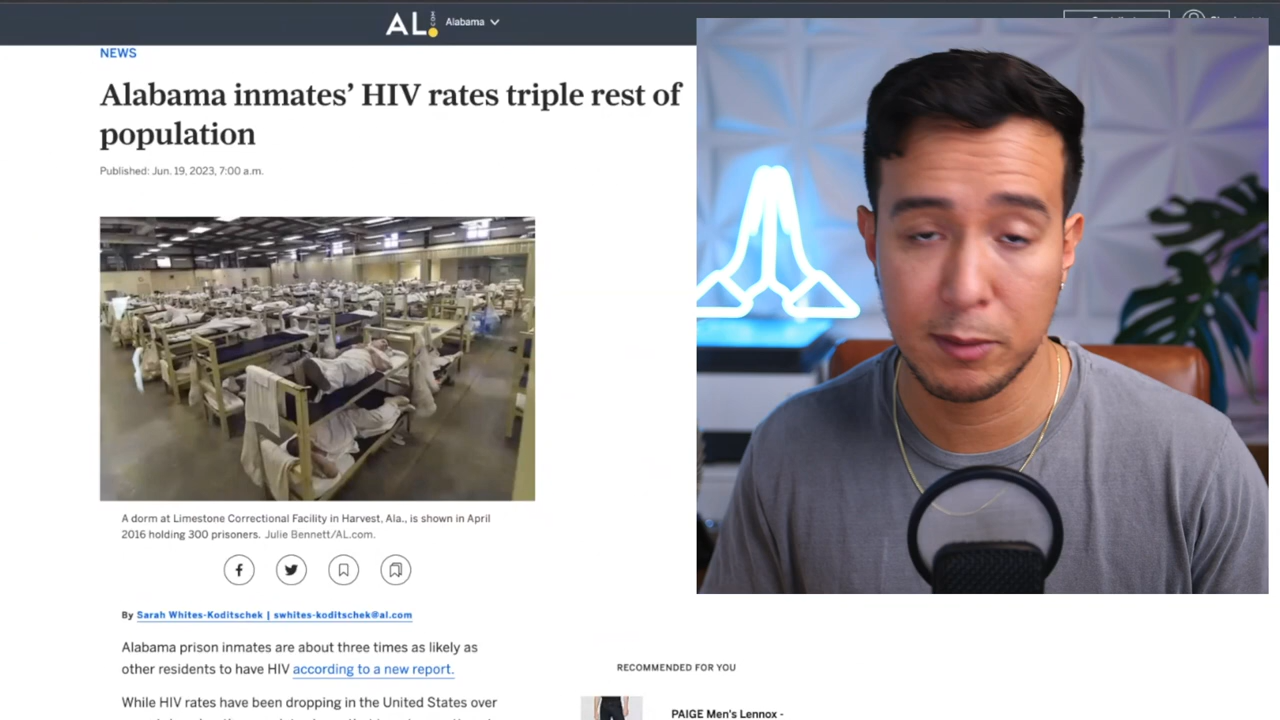 AL.com
Alabama
NEWS
Alabama inmates' HIV rates triple rest of
population
Published: Jun. 19, 2023, 7:00 a.m.
A dorm at Limestone Correctional Facility in Harvest, Ala., is shown in April
2016 holding 300 prisoners. Julie Bennett/AL.com.
By Sarah Whites-Koditschek | swhites-koditschek@al.com
Alabama prison inmates are about three times as likely as
other residents to have HIV according to a new report.
While HIV rates have been dropping in the United States over
RECOMMENDED FOR YOU
PAIGE Men's Lennox -